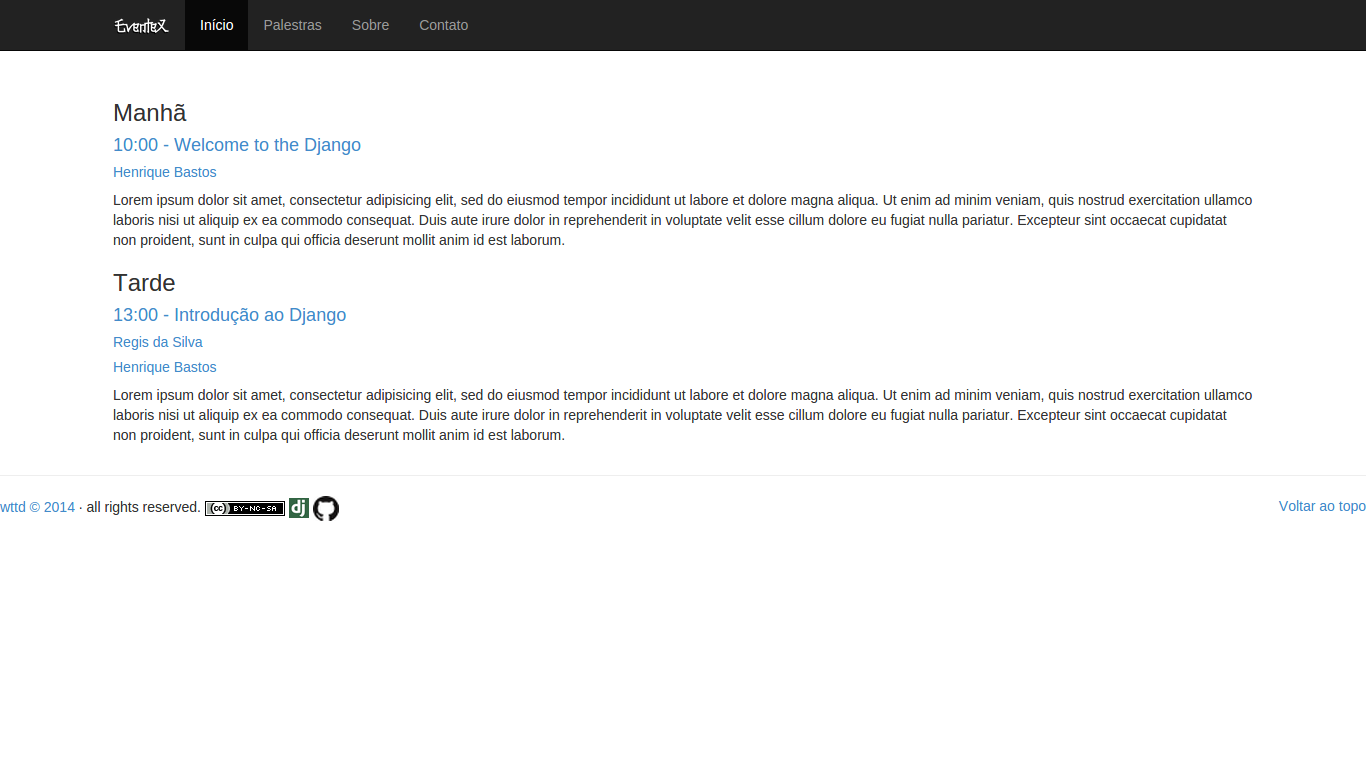 Eventex Início Palestras Sobre Contato
Manhã
10:00 - Welcome to the Django
Henrique Bastos
Lorem ipsum dolor sit amet, consectetur adipisicing elit, sed do eiusmod tempor incididunt ut labore et dolore magna aliqua. Ut enim ad minim veniam, quis nostrud exercitation ullamco
laboris nisi ut aliquip ex ea commodo consequat. Duis aute irure dolor in reprehenderit in voluptate velit esse cillum dolore eu fugiat nulla pariatur. Excepteur sint occaecat cupidatat
non proident, sunt in culpa qui officia deserunt mollit anim id est laborum.
Tarde
13:00 - Introdução ao Django
Regis da Silva
Henrique Bastos
Lorem ipsum dolor sit amet, consectetur adipisicing elit, sed do eiusmod tempor incididunt ut labore et dolore magna aliqua. Ut enim ad minim veniam, quis nostrud exercitation ullamco
laboris nisi ut aliquip ex ea commodo consequat. Duis aute irure dolor in reprehenderit in voluptate velit esse cillum dolore eu fugiat nulla pariatur. Excepteur sint occaecat cupidatat
non proident, sunt in culpa qui officia deserunt mollit anim id est laborum.
wttd © 2014 · all rights reserved. cc BY-NC-SA dj Voltar ao topo